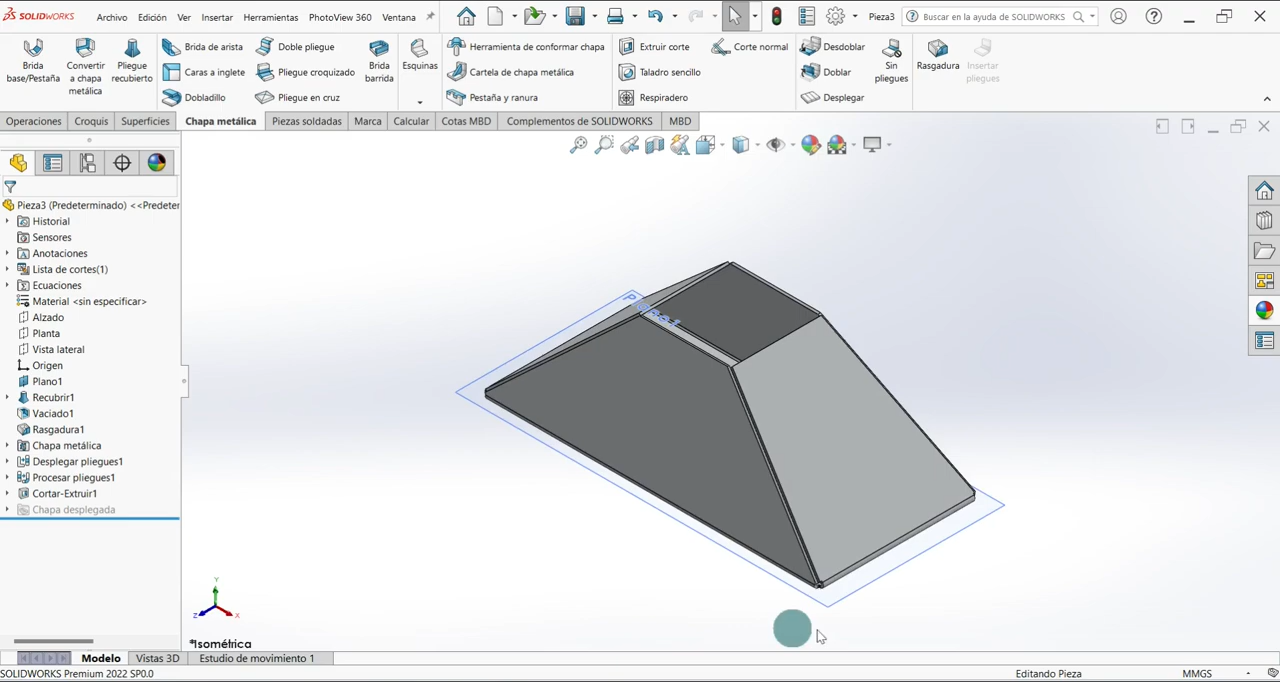 SOLIDWORKS
Archivo Edición Ver Insertar Herramientas PhotoView 360 Ventana
Pieza3
Buscar en la ayuda de SOLIDWORKS
Brida base/Pestaña
Convertir a chapa metálica
Pliegue recubierto
Brida de arista
Caras a inglete
Dobladillo
Doble pliegue
Pliegue croquizado
Pliegue en cruz
Brida barrida
Esquinas
Herramienta de conformar chapa
Cartela de chapa metálica
Pestaña y ranura
Extruir corte
Taladro sencillo
Respiradero
Corte normal
Desdoblar
Doblar
Desplegar
Sin pliegues
Rasgadura
Insertar pliegues
Operaciones Croquis Superficies Chapa metálica Piezas soldadas Marca Calcular Cotas MBD Complementos de SOLIDWORKS MBD
Pieza3 (Predeterminado) <<Predeter
Historial
Sensores
Anotaciones
Lista de cortes(1)
Ecuaciones
Material <sin especificar>
Alzado
Planta
Vista lateral
Origen
Plano1
Recubrir1
Vaciado1
Rasgadura1
Chapa metálica
Desplegar pliegues1
Procesar pliegues1
Cortar-Extruir1
Chapa desplegada
Plano1
Y
Z
X
*Isométrica
Modelo Vistas 3D Estudio de movimiento 1
SOLIDWORKS Premium 2022 SP0.0
Editando Pieza
MMGS